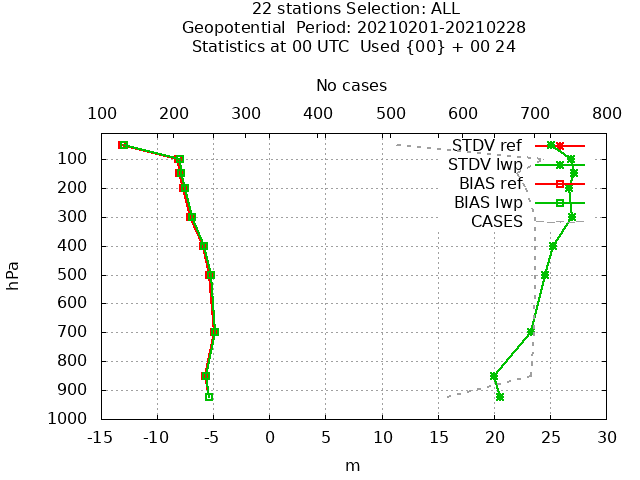 22 stations Selection: ALL
Geopotential  Period: 20210201-20210228
Statistics at 00 UTC  Used {00} + 00 24
No cases
100 200 300 400 500 600 700 800
STDV ref
STDV lwp
BIAS ref
BIAS lwp
CASES
100
200
300
400
500
600
700
800
900
1000
hPa
-15 -10 -5 0 5 10 15 20 25 30
m